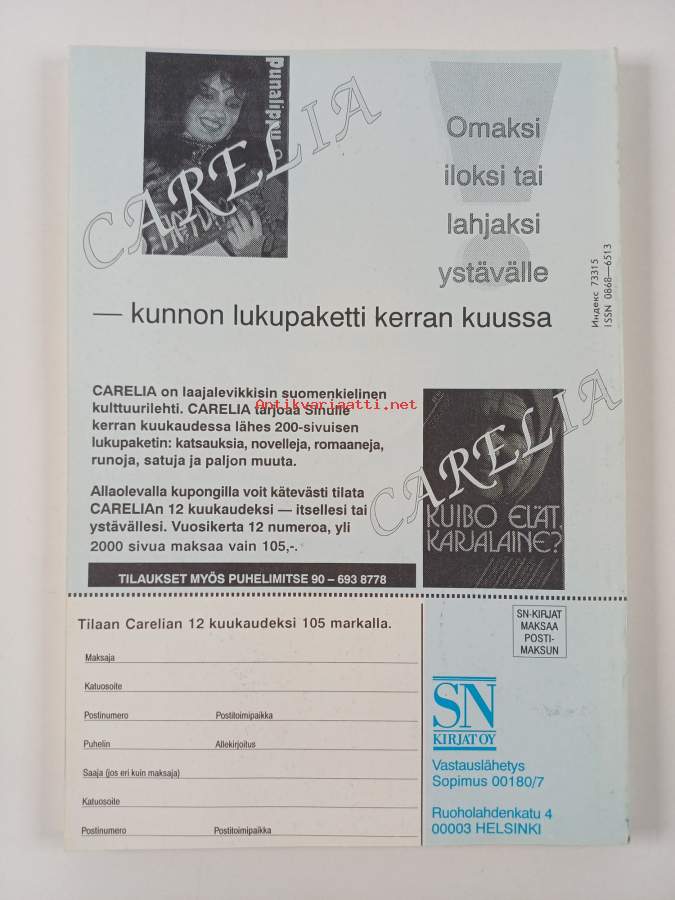 Punalippu
CARELIA
Omaksi
iloksi tai
lahjaksi
ystävälle
Индекс 73315
ISSN 0868—6513
— kunnon lukupaketti kerran kuussa
CARELIA on laajalevikkisin suomenkielinen
kulttuurilehti. CARELIA tarjoaa Sinulle
kerran kuukaudessa lähes 200-sivuisen
lukupaketin: katsauksia, novelleja, romaaneja,
runoja, satuja ja paljon muuta.
Antikvariaatti.net
Allaolevalla kupongilla voit kätevästi tilata
CARELIAn 12 kuukaudeksi — itsellesi tai
ystävällesi. Vuosikerta 12 numeroa, yli
2000 sivua maksaa vain 105,-.
CARELIA
KUIBO ELÄT,
KARJALAINE?
TILAUKSET MYÖS PUHELIMITSE 90 – 693 8778
Tilaan Carelian 12 kuukaudeksi 105 markalla.
Maksaja
Katuosoite
Postinumero Postitoimipaikka
Puhelin Allekirjoitus
Saaja (jos eri kuin maksaja)
Katuosoite
Postinumero Postitoimipaikka
SN-KIRJAT
MAKSAA
POSTI-
MAKSUN
SN
KIRJAT OY
Vastauslähetys
Sopimus 00180/7
Ruoholahdenkatu 4
00003 HELSINKI